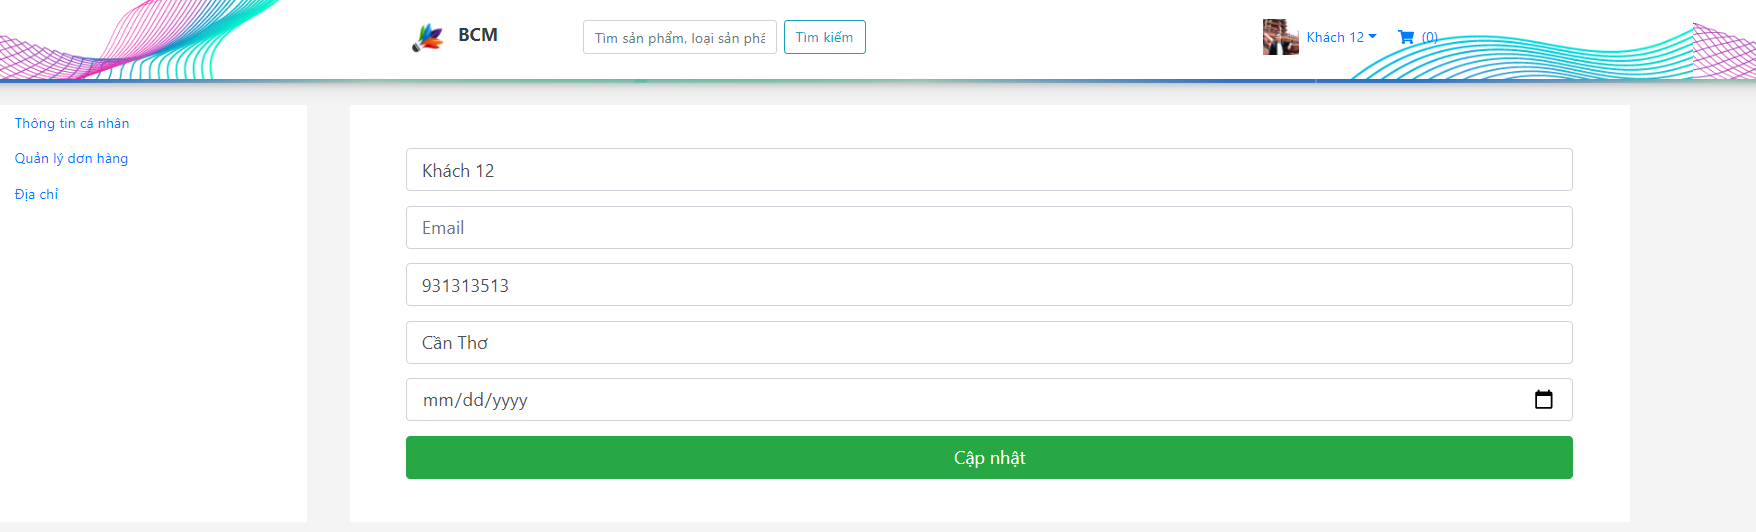 BCM
Tìm sản phẩm, loại sản phẩ
Tìm kiếm
Khách 12
(0)
Thông tin cá nhân
Quản lý đơn hàng
Địa chỉ
Khách 12
Email
931313513
Cần Thơ
mm/dd/yyyy
Cập nhật